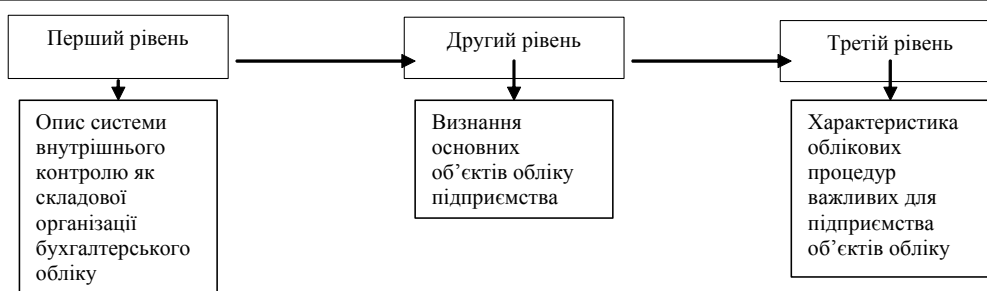 Перший рівень
Другий рівень
Третій рівень
Опис системи
внутрішнього
контролю як
складової
організації
бухгалтерського
обліку
Визнання
основних
об’єктів обліку
підприємства
Характеристика
облікових
процедур
важливих для
підприємства
об’єктів обліку